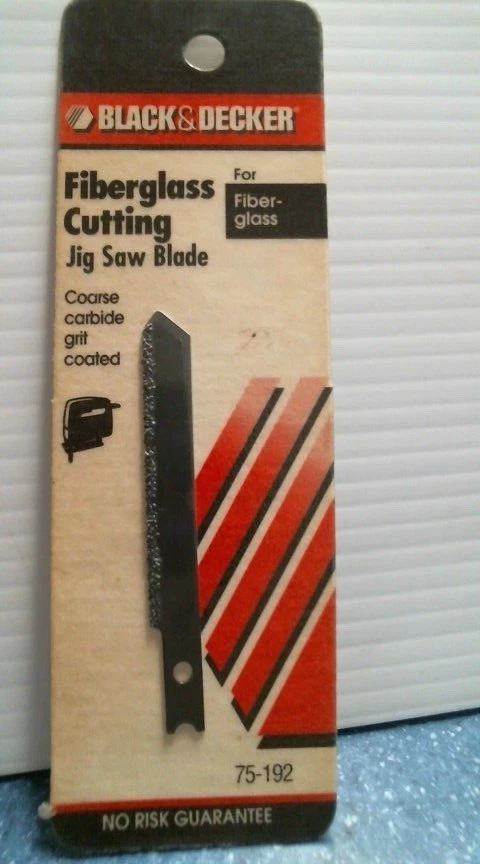 BLACK&DECKER
Fiberglass
Cutting
Jig Saw Blade
For
Fiber-
glass
Coarse
carbide
grit
coated
75-192
NO RISK GUARANTEE